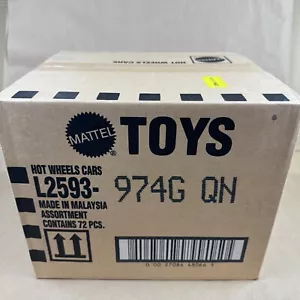 HOT WHEELS CARS
MATTEL TOYS
HOT WHEELS CARS
L2593- 974G QN
MADE IN MALAYSIA
ASSORTMENT
CONTAINS 72 PCS.